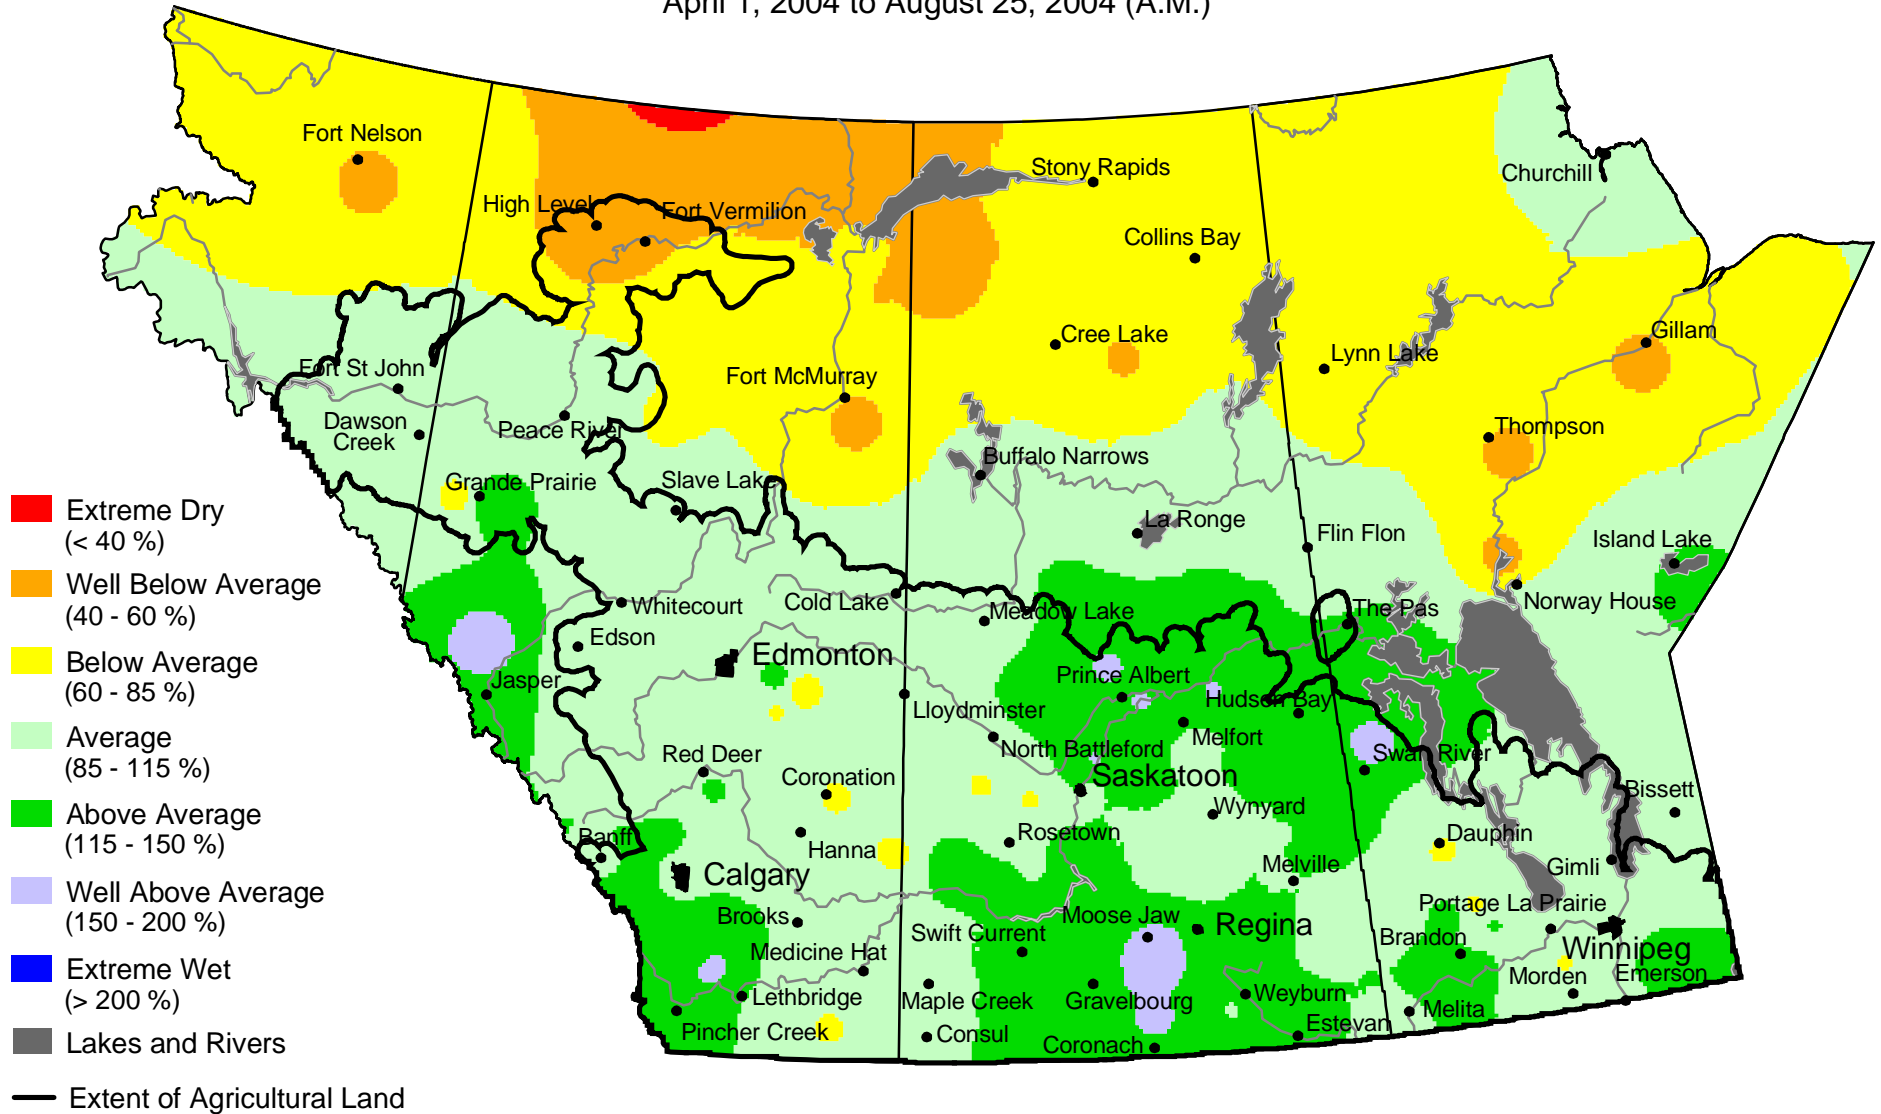 April 1, 2004 to August 25, 2004 (A.M.)
Fort Nelson
High Level
Fort Vermilion
Stony Rapids
Churchill
Collins Bay
Fort St John
Dawson
Creek
Peace River
Fort McMurray
Cree Lake
Lynn Lake
Gillam
Thompson
Grande Prairie
Slave Lake
Buffalo Narrows
La Ronge
Flin Flon
Island Lake
Whitecourt
Cold Lake
Meadow Lake
The Pas
Norway House
Edson
Edmonton
Jasper
Prince Albert
Hudson Bay
Lloydminster
North Battleford
Melfort
Swan River
Red Deer
Coronation
Saskatoon
Wynyard
Bissett
Banff
Hanna
Rosetown
Dauphin
Calgary
Melville
Gimli
Brooks
Moose Jaw
Regina
Portage La Prairie
Medicine Hat
Swift Current
Brandon
Winnipeg
Lethbridge
Maple Creek
Gravelbourg
Weyburn
Morden
Emerson
Pincher Creek
Consul
Coronach
Estevan
Melita
Extreme Dry
(< 40 %)
Well Below Average
(40 - 60 %)
Below Average
(60 - 85 %)
Average
(85 - 115 %)
Above Average
(115 - 150 %)
Well Above Average
(150 - 200 %)
Extreme Wet
(> 200 %)
Lakes and Rivers
Extent of Agricultural Land